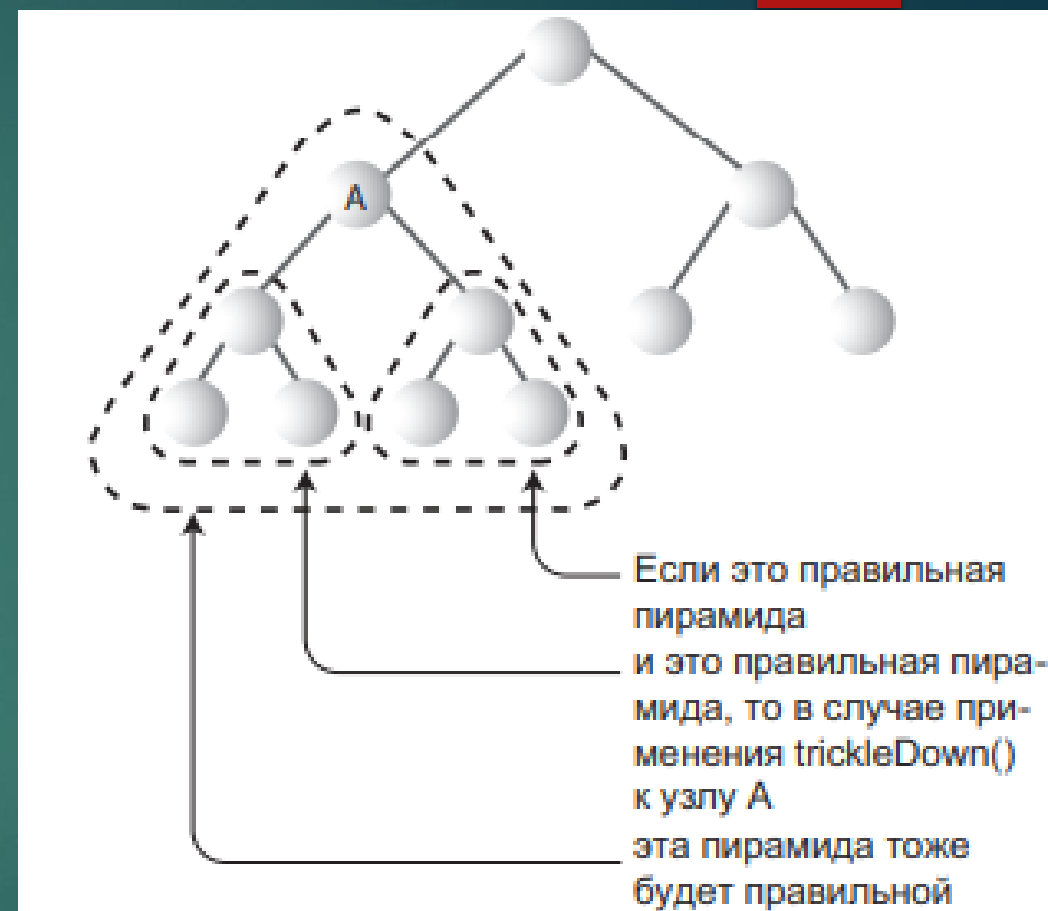 A
Если это правильная
пирамида
и это правильная пира-
мида, то в случае при-
менения trickleDown()
к узлу A
эта пирамида тоже
будет правильной